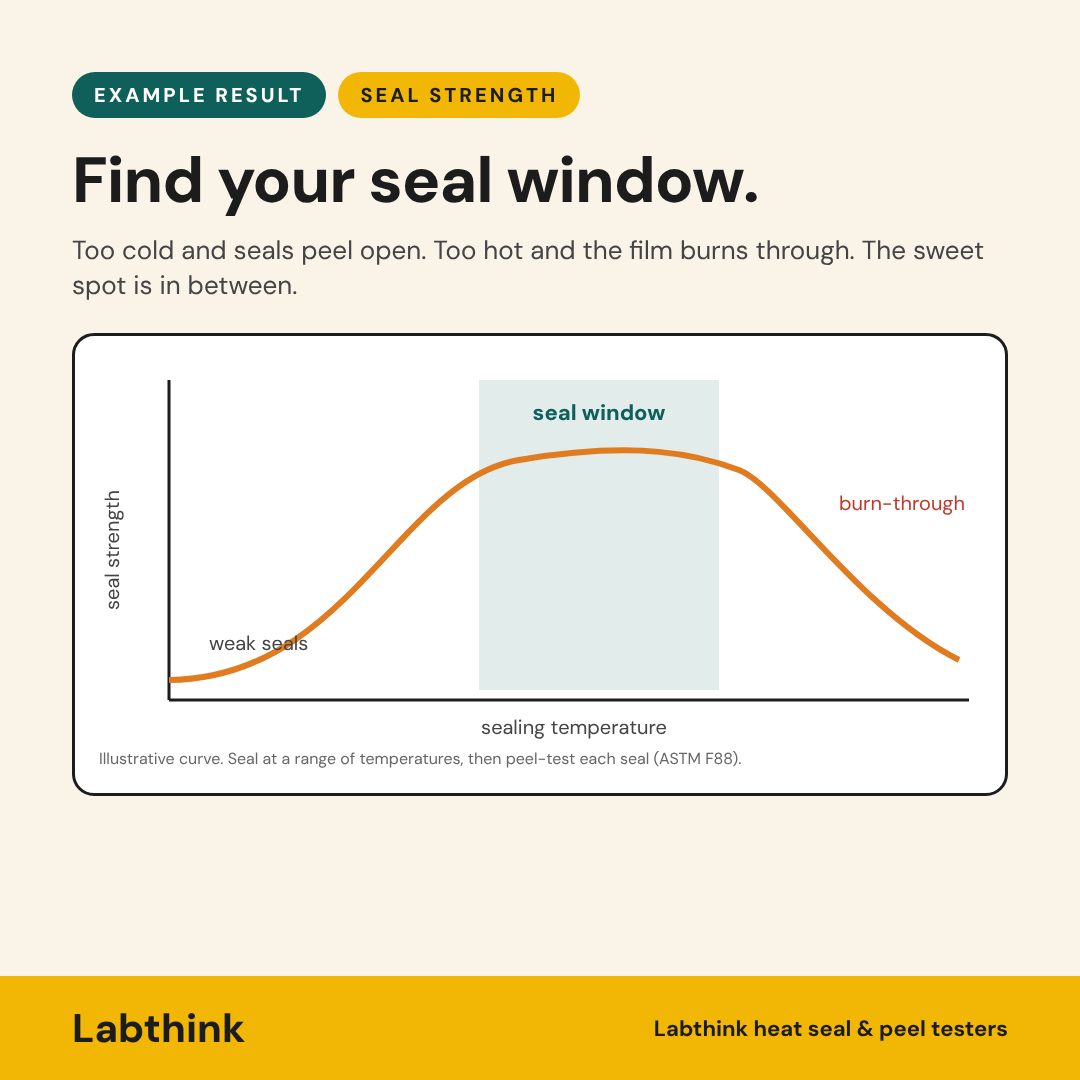 EXAMPLE RESULT
SEAL STRENGTH
Find your seal window.
Too cold and seals peel open. Too hot and the film burns through. The sweet
spot is in between.
seal window
burn-through
seal strength
weak seals
sealing temperature
Illustrative curve. Seal at a range of temperatures, then peel-test each seal (ASTM F88).
Labthink
Labthink heat seal & peel testers